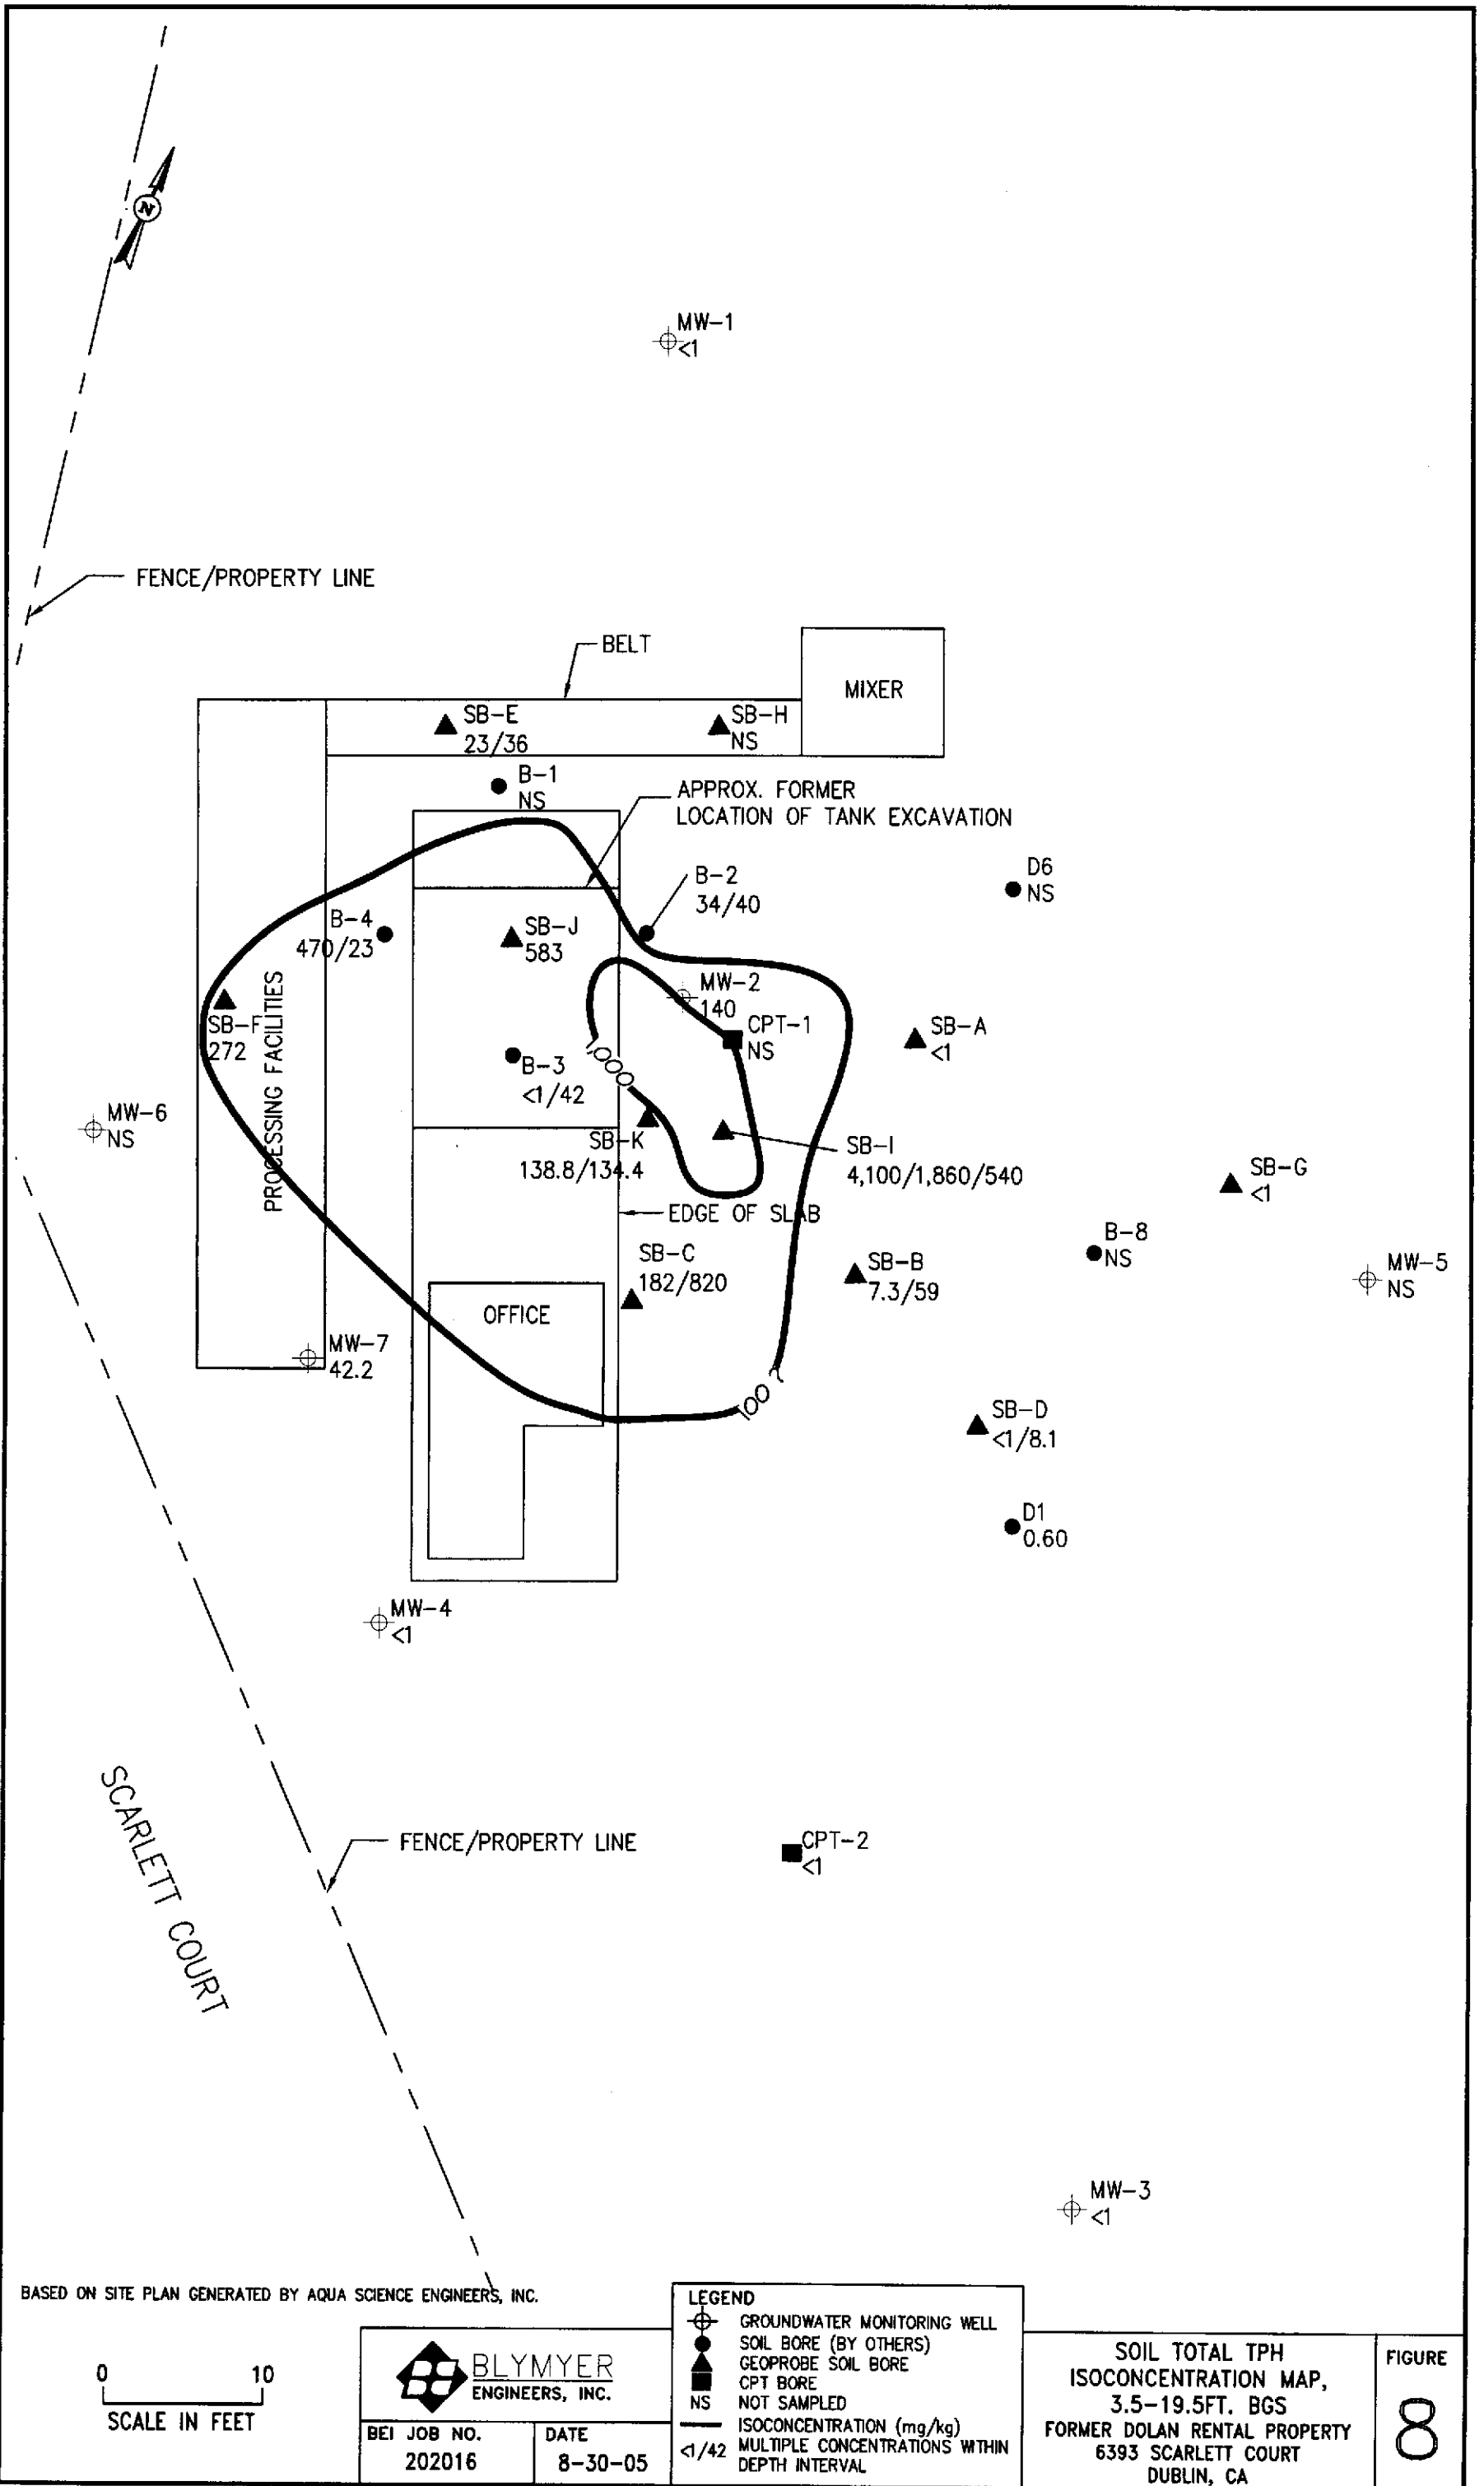 N
MW-1
<1
FENCE/PROPERTY LINE
BELT
MIXER
SB-E
23/36
SB-H
NS
B-1
NS
APPROX. FORMER
LOCATION OF TANK EXCAVATION
B-2
34/40
D6
NS
B-4
470/23
SB-J
583
MW-2
140
CPT-1
NS
SB-A
<1
SB-F
272
PROCESSING FACILITIES
B-3
<1/42
1000
MW-6
NS
SB-K
138.8/134.4
SB-I
4,100/1,860/540
SB-G
<1
EDGE OF SLAB
B-8
NS
SB-C
182/820
SB-B
7.3/59
MW-5
NS
OFFICE
MW-7
42.2
100 ?
SB-D
<1/8.1
D1
0.60
MW-4
<1
SCARLETT COURT
FENCE/PROPERTY LINE
CPT-2
<1
MW-3
<1
BASED ON SITE PLAN GENERATED BY AQUA SCIENCE ENGINEERS, INC.
0 10
SCALE IN FEET
BLYMYER
ENGINEERS, INC.
BEI JOB NO.
202016
DATE
8-30-05
LEGEND
GROUNDWATER MONITORING WELL
SOIL BORE (BY OTHERS)
GEOPROBE SOIL BORE
CPT BORE
NS NOT SAMPLED
ISOCONCENTRATION (mg/kg)
<1/42 MULTIPLE CONCENTRATIONS WITHIN
DEPTH INTERVAL
SOIL TOTAL TPH
ISOCONCENTRATION MAP,
3.5-19.5FT. BGS
FORMER DOLAN RENTAL PROPERTY
6393 SCARLETT COURT
DUBLIN, CA
FIGURE
8